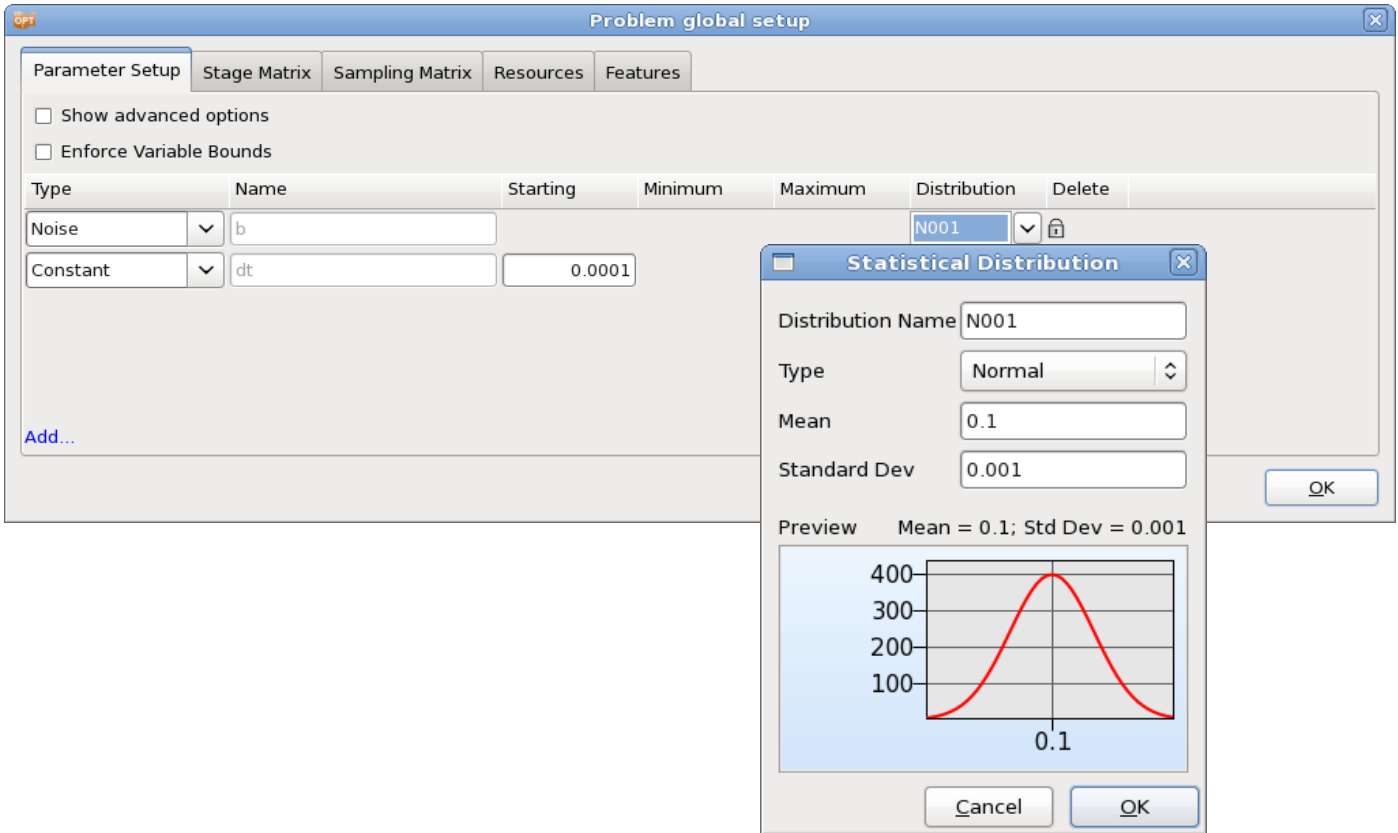 OPT Problem global setup
Parameter Setup Stage Matrix Sampling Matrix Resources Features
Show advanced options
Enforce Variable Bounds
Type Name Starting Minimum Maximum Distribution Delete
Noise b N001
Constant dt 0.0001
Add...
OK
Statistical Distribution
Distribution Name N001
Type Normal
Mean 0.1
Standard Dev 0.001
Preview Mean = 0.1; Std Dev = 0.001
400
300
200
100
0.1
Cancel OK